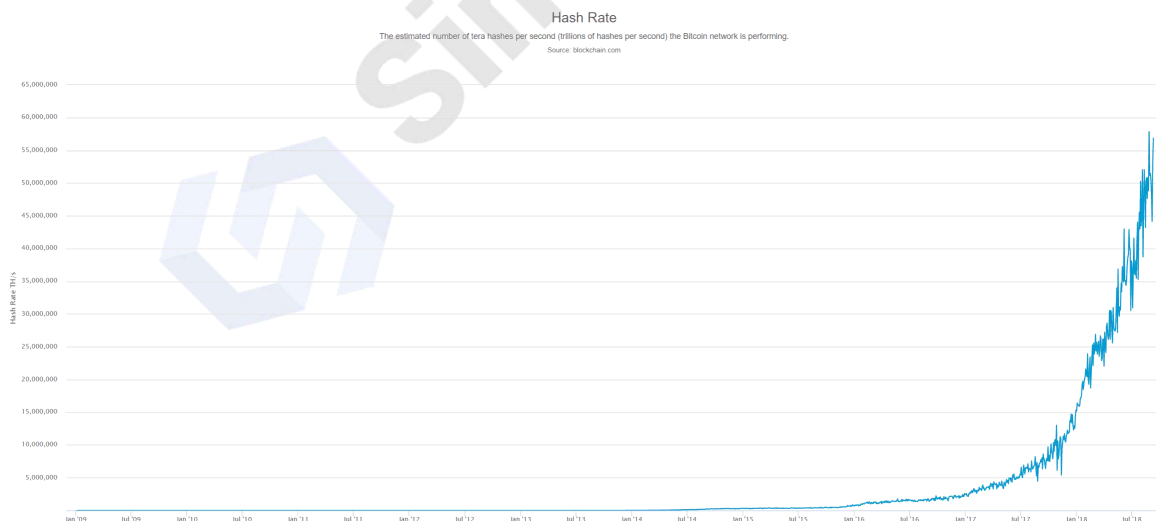 Hash Rate
The estimated number of tera hashes per second (trillions of hashes per second) the Bitcoin network is performing.
Source: blockchain.com
65,000,000
60,000,000
55,000,000
50,000,000
45,000,000
40,000,000
35,000,000
30,000,000
25,000,000
20,000,000
15,000,000
10,000,000
5,000,000
Hash Rate TH/s
Jan '09 Jul '09 Jan '10 Jul '10 Jan '11 Jul '11 Jan '12 Jul '12 Jan '13 Jul '13 Jan '14 Jul '14 Jan '15 Jul '15 Jan '16 Jul '16 Jan '17 Jul '17 Jan '18 Jul '18